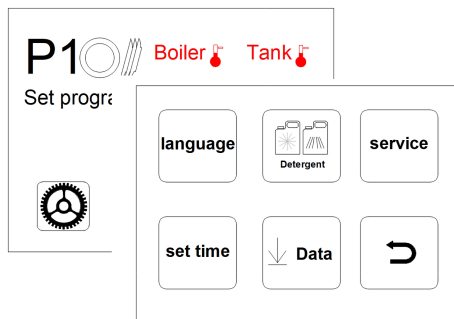 P1 Boiler Tank
Set progra
language
Detergent
service
set time
Data